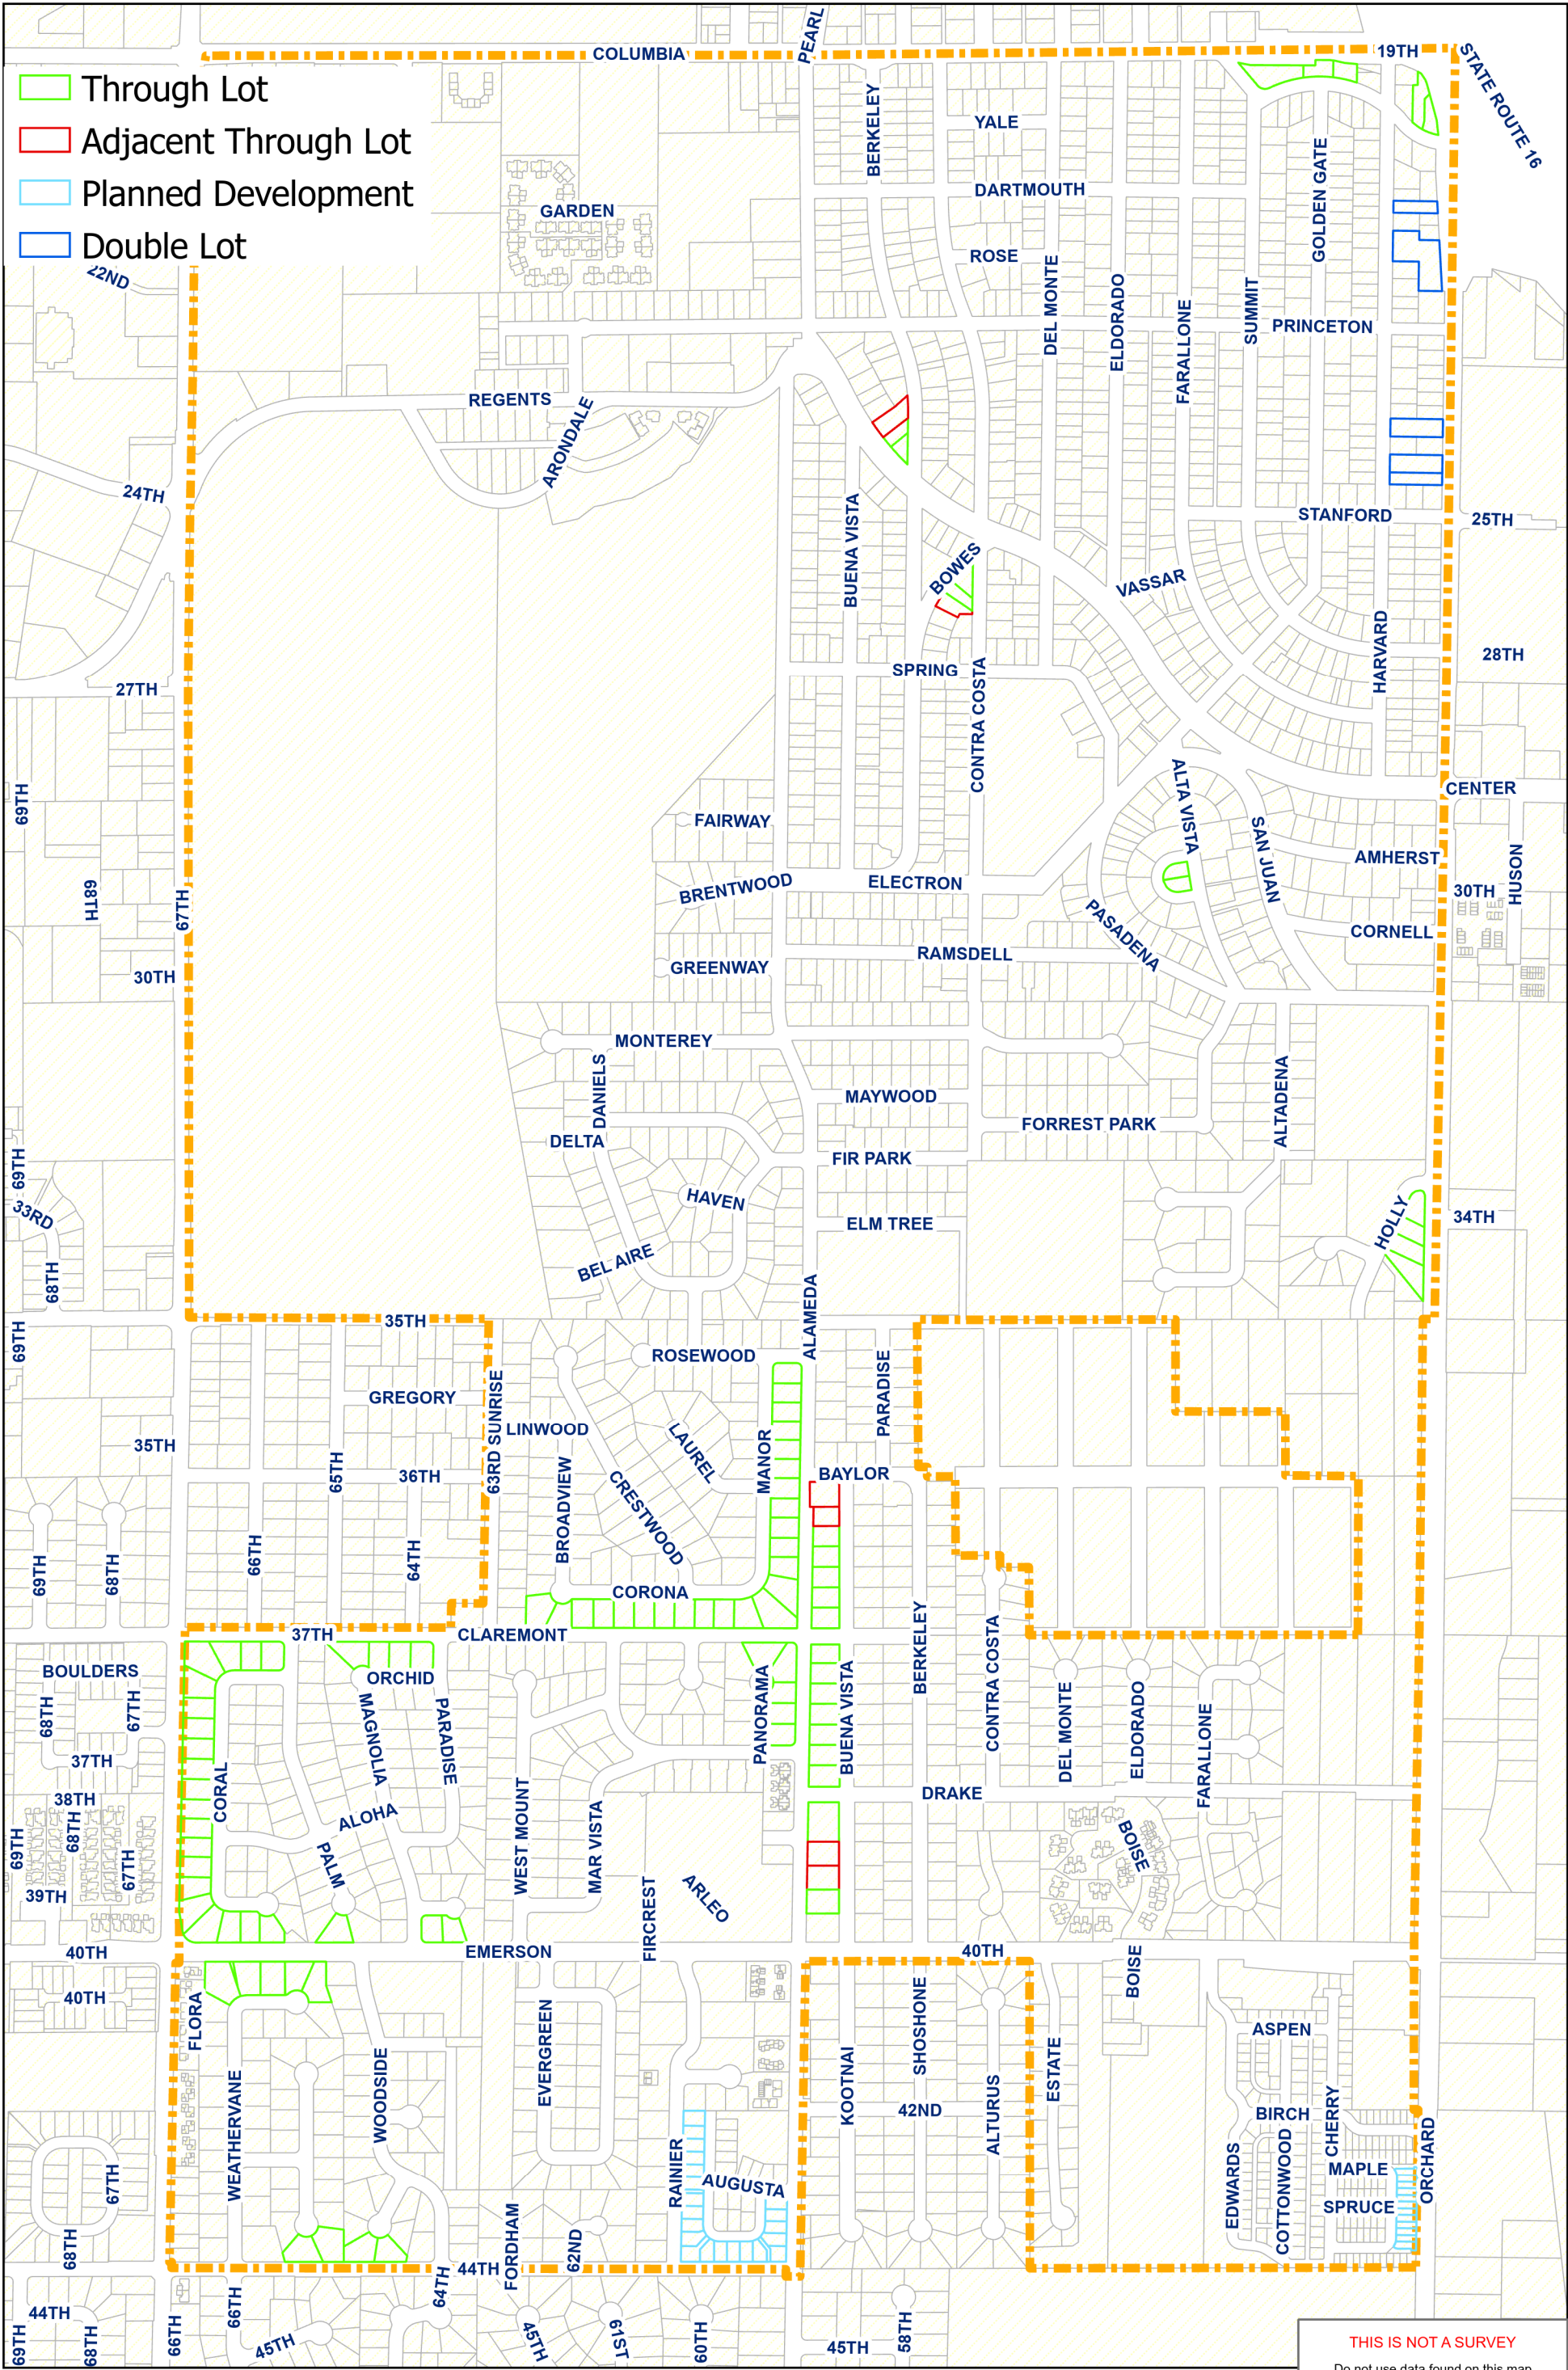 COLUMBIA
PEARL
19TH
STATE ROUTE 16
Through Lot
Adjacent Through Lot
Planned Development
Double Lot
BERKELEY
YALE
GOLDEN GATE
DARTMOUTH
GARDEN
ROSE
22ND
DEL MONTE
ELDORADO
FARALLONE
SUMMIT
PRINCETON
REGENTS
ARONDALE
24TH
BUENA VISTA
STANFORD
25TH
BOWES
VASSAR
HARVARD
28TH
SPRING
27TH
CONTRA COSTA
69TH
ALTA VISTA
CENTER
FAIRWAY
SAN JUAN
AMHERST
HUSON
68TH
67TH
BRENTWOOD
ELECTRON
30TH
PASADENA
CORNELL
RAMSDELL
GREENWAY
30TH
MONTEREY
DANIELS
MAYWOOD
ALTADENA
FORREST PARK
DELTA
69TH
FIR PARK
HAVEN
33RD
ELM TREE
HOLLY
34TH
BEL AIRE
68TH
ALAMEDA
35TH
69TH
ROSEWOOD
PARADISE
GREGORY
63RD SUNRISE
LINWOOD
LAUREL
MANOR
35TH
65TH
36TH
BAYLOR
BROADVIEW
CRESTWOOD
66TH
64TH
69TH
68TH
CORONA
BERKELEY
CONTRA COSTA
37TH
CLAREMONT
BOULDERS
ORCHID
68TH
67TH
MAGNOLIA
PARADISE
PANORAMA
BUENA VISTA
DEL MONTE
ELDORADO
FARALLONE
37TH
CORAL
DRAKE
38TH
68TH
ALOHA
WEST MOUNT
MAR VISTA
BOISE
69TH
67TH
PALM
39TH
ARLEO
FIRCREST
40TH
EMERSON
40TH
BOISE
40TH
FLORA
EVERGREEN
SHOSHONE
ASPEN
WEATHERVANE
WOODSIDE
KOOTNAI
ESTATE
42ND
ALTURUS
BIRCH
CHERRY
ORCHARD
67TH
RAINIER
AUGUSTA
EDWARDS
COTTONWOOD
MAPLE
SPRUCE
68TH
FORDHAM
62ND
44TH
64TH
44TH
69TH
68TH
66TH
66TH
45TH
45TH
61ST
60TH
45TH
58TH
THIS IS NOT A SURVEY
Do not use data found on this map